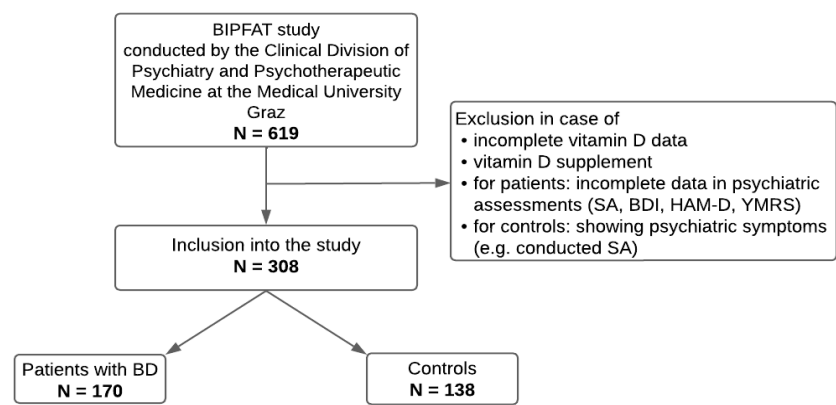 BIPFAT study
conducted by the Clinical Division of
Psychiatry and Psychotherapeutic
Medicine at the Medical University
Graz
N = 619
Exclusion in case of
• incomplete vitamin D data
• vitamin D supplement
• for patients: incomplete data in psychiatric
assessments (SA, BDI, HAM-D, YMRS)
• for controls: showing psychiatric symptoms
(e.g. conducted SA)
Inclusion into the study
N = 308
Patients with BD
N = 170
Controls
N = 138